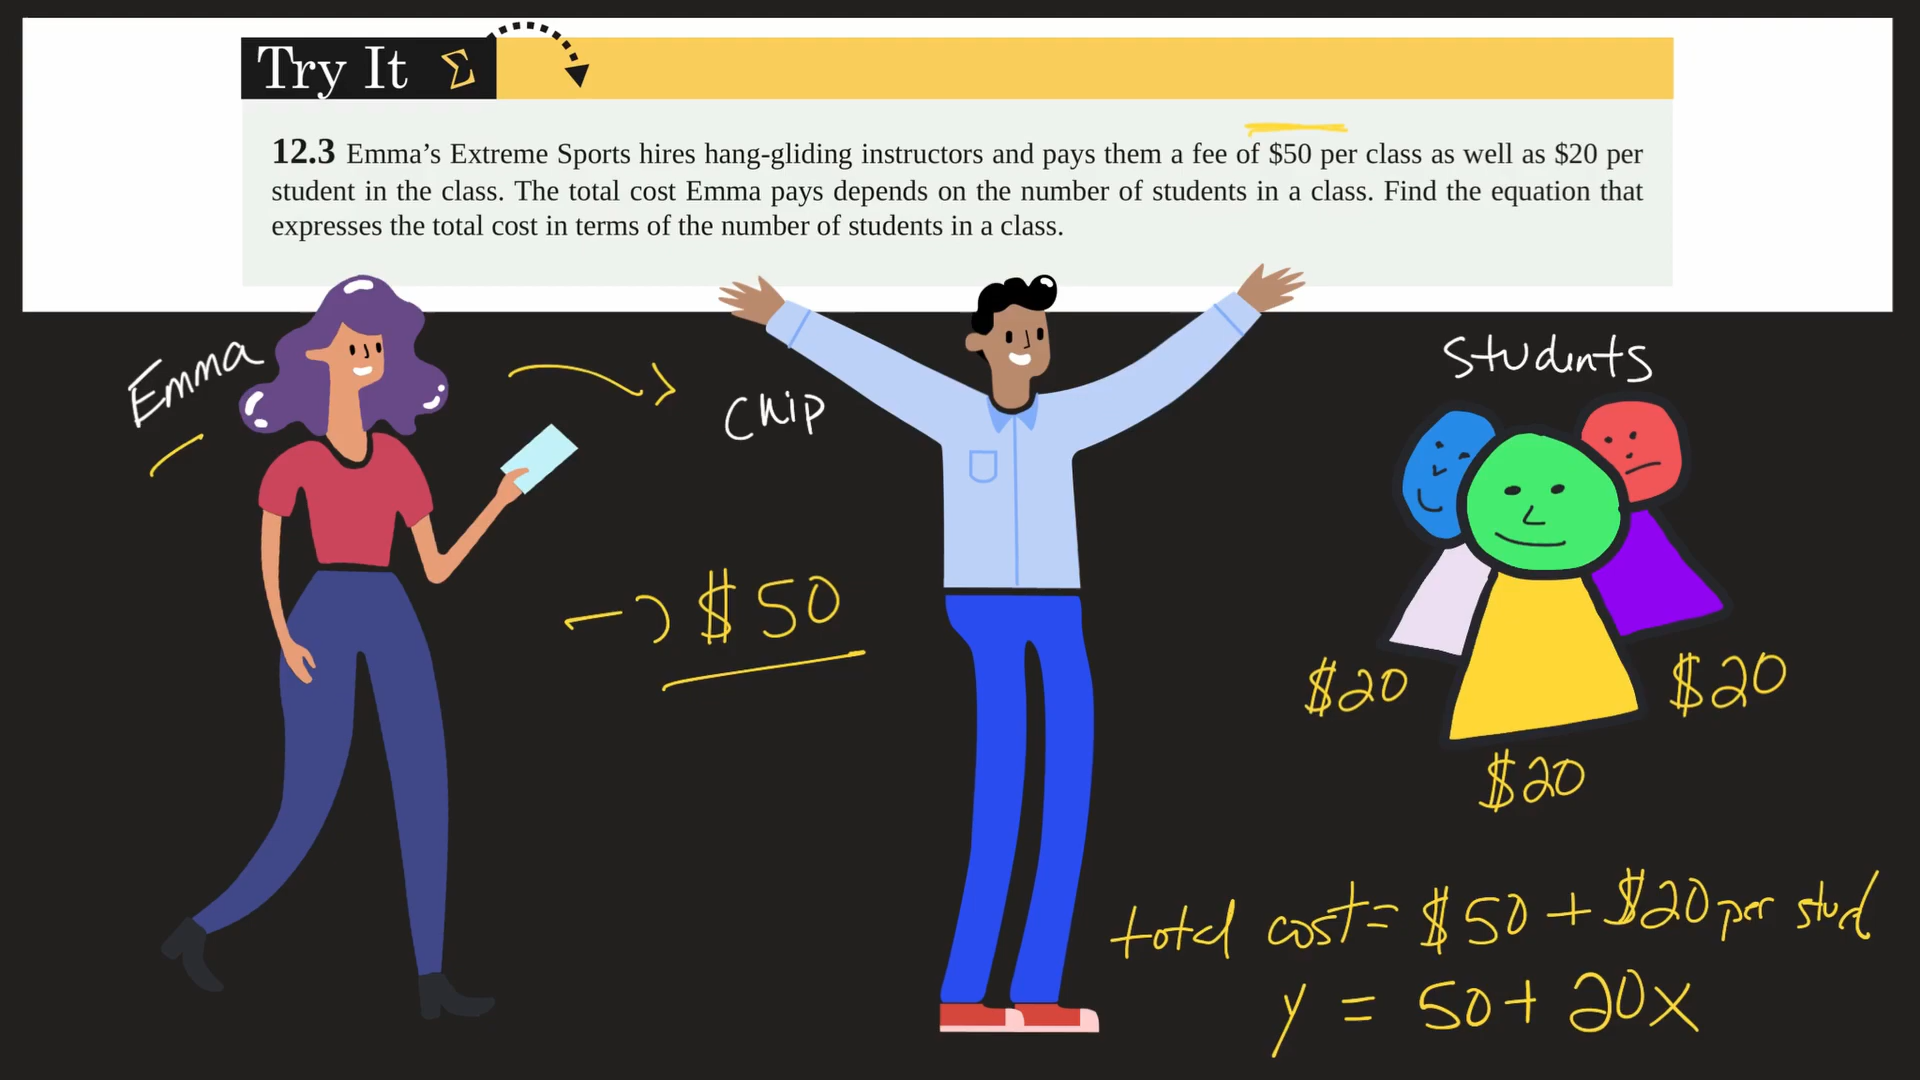 Try It Σ
12.3 Emma’s Extreme Sports hires hang-gliding instructors and pays them a fee of $50 per class as well as $20 per
student in the class. The total cost Emma pays depends on the number of students in a class. Find the equation that
expresses the total cost in terms of the number of students in a class.
Emma
Chip
Students
$50
$20
$20
$20
total cost = $50 + $20 per stud
y = 50 + 20x